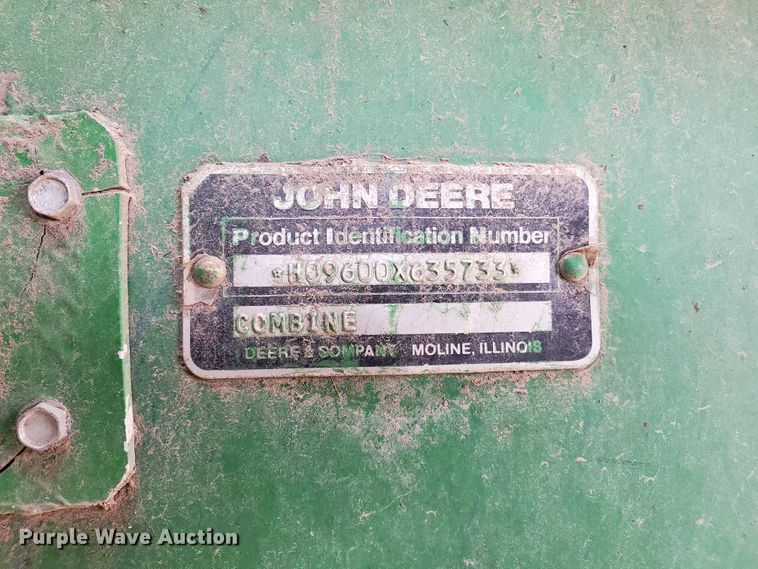 JOHN DEERE
Product Identification Number
*H09600X635733*
COMBINE
DEERE & COMPANY MOLINE, ILLINOIS
Purple Wave Auction